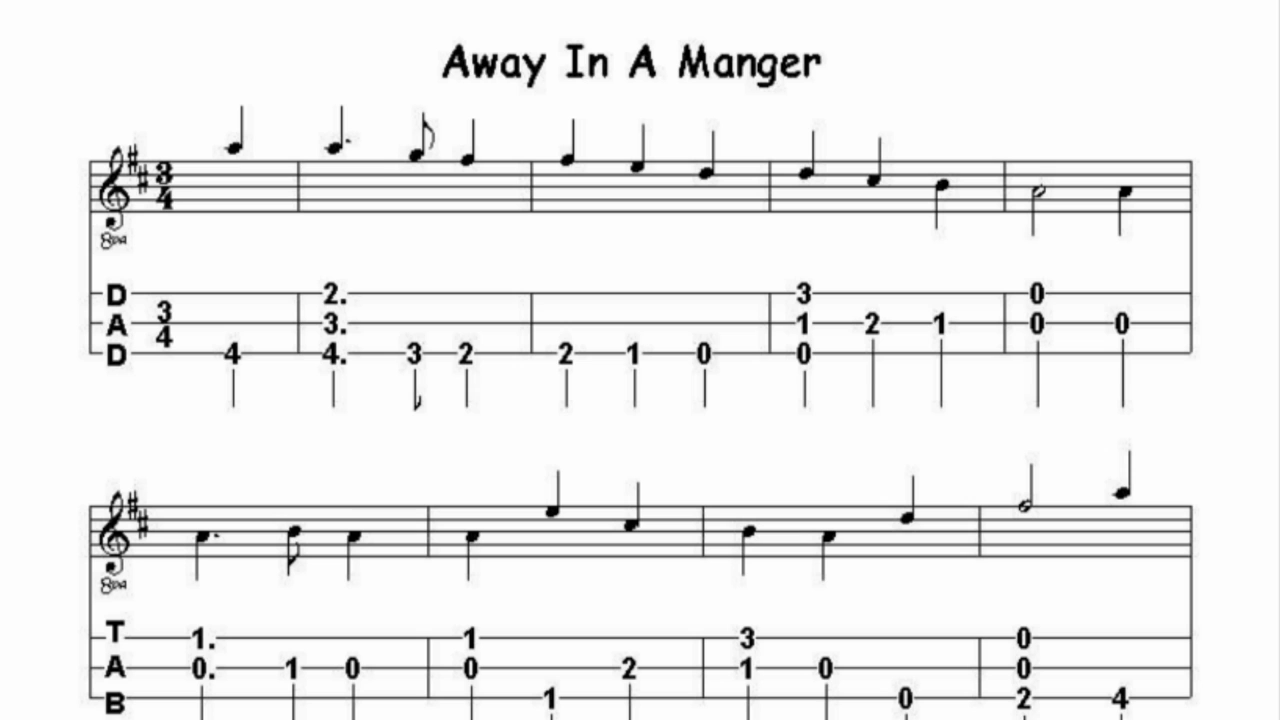 Away In A Manger
3
4
8va
D 2. 3 0
3
4
A 3. 1 2 1 0 0
D 4 4. 3 2 2 1 0 0
8va
T 1. 1 3 0
A 0. 1 0 0 2 1 0 0
B 1 0 2 4